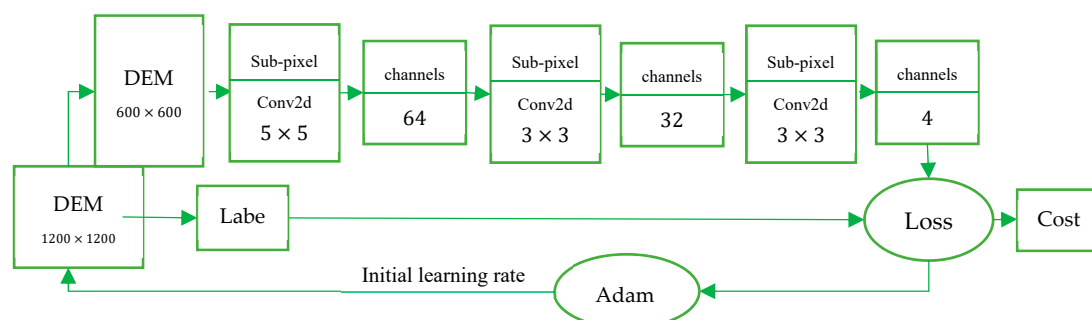 DEM
600 × 600
Sub-pixel
Conv2d
5 × 5
channels
64
Sub-pixel
Conv2d
3 × 3
channels
32
Sub-pixel
Conv2d
3 × 3
channels
4
DEM
1200 × 1200
Labe
Loss
Cost
Initial learning rate
Adam